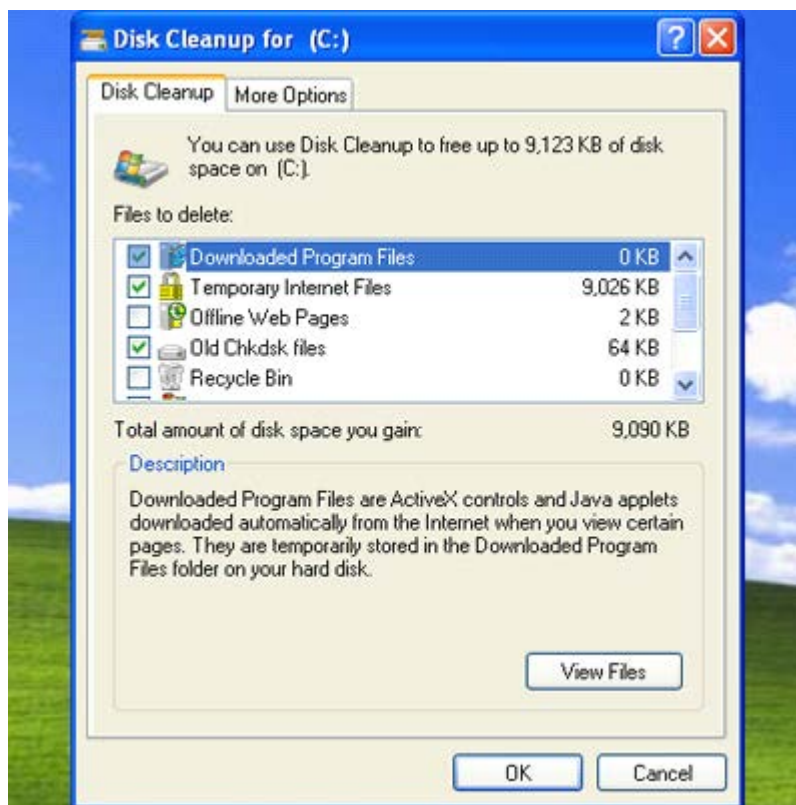 Disk Cleanup for (C:)
Disk Cleanup
More Options
You can use Disk Cleanup to free up to 9,123 KB of disk
space on (C:).
Files to delete:
Downloaded Program Files 0 KB
Temporary Internet Files 9,026 KB
Offline Web Pages 2 KB
Old Chkdsk files 64 KB
Recycle Bin 0 KB
Total amount of disk space you gain: 9,090 KB
Description
Downloaded Program Files are ActiveX controls and Java applets
downloaded automatically from the Internet when you view certain
pages. They are temporarily stored in the Downloaded Program
Files folder on your hard disk.
View Files
OK
Cancel